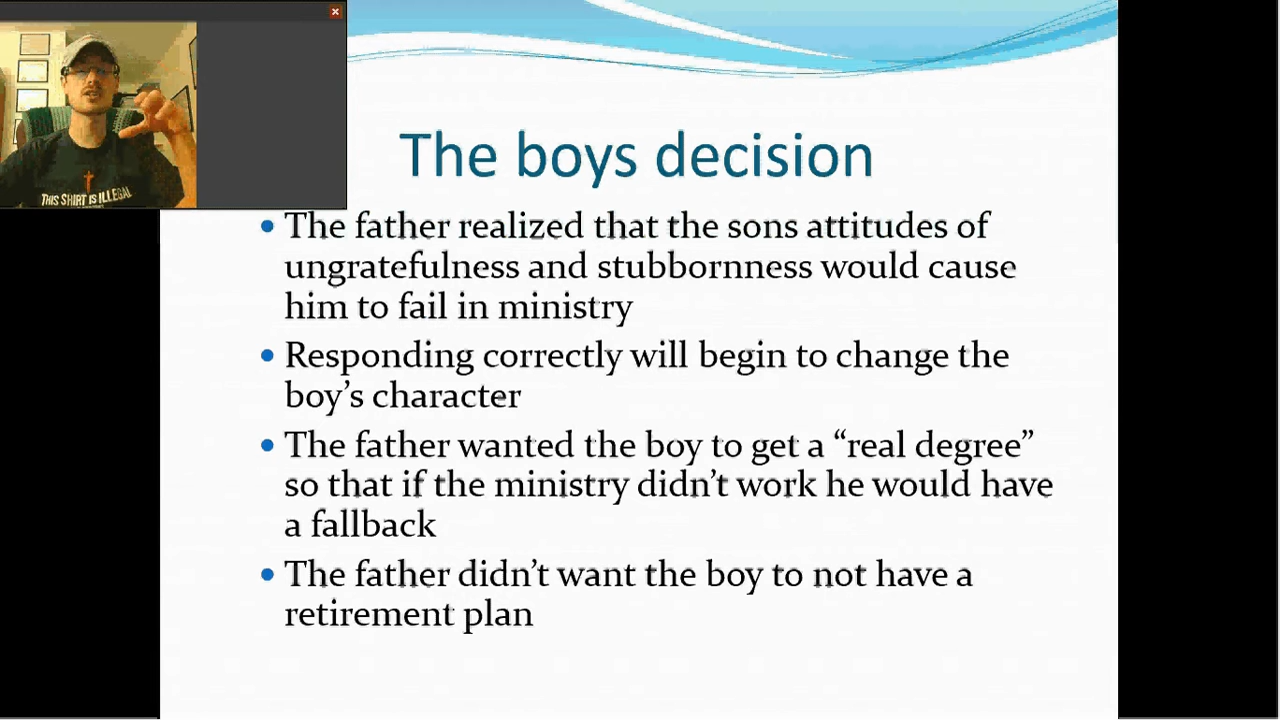 THIS SHIRT IS ILLEGAL
The boys decision
• The father realized that the sons attitudes of
ungratefulness and stubbornness would cause
him to fail in ministry
• Responding correctly will begin to change the
boy’s character
• The father wanted the boy to get a “real degree”
so that if the ministry didn’t work he would have
a fallback
• The father didn’t want the boy to not have a
retirement plan